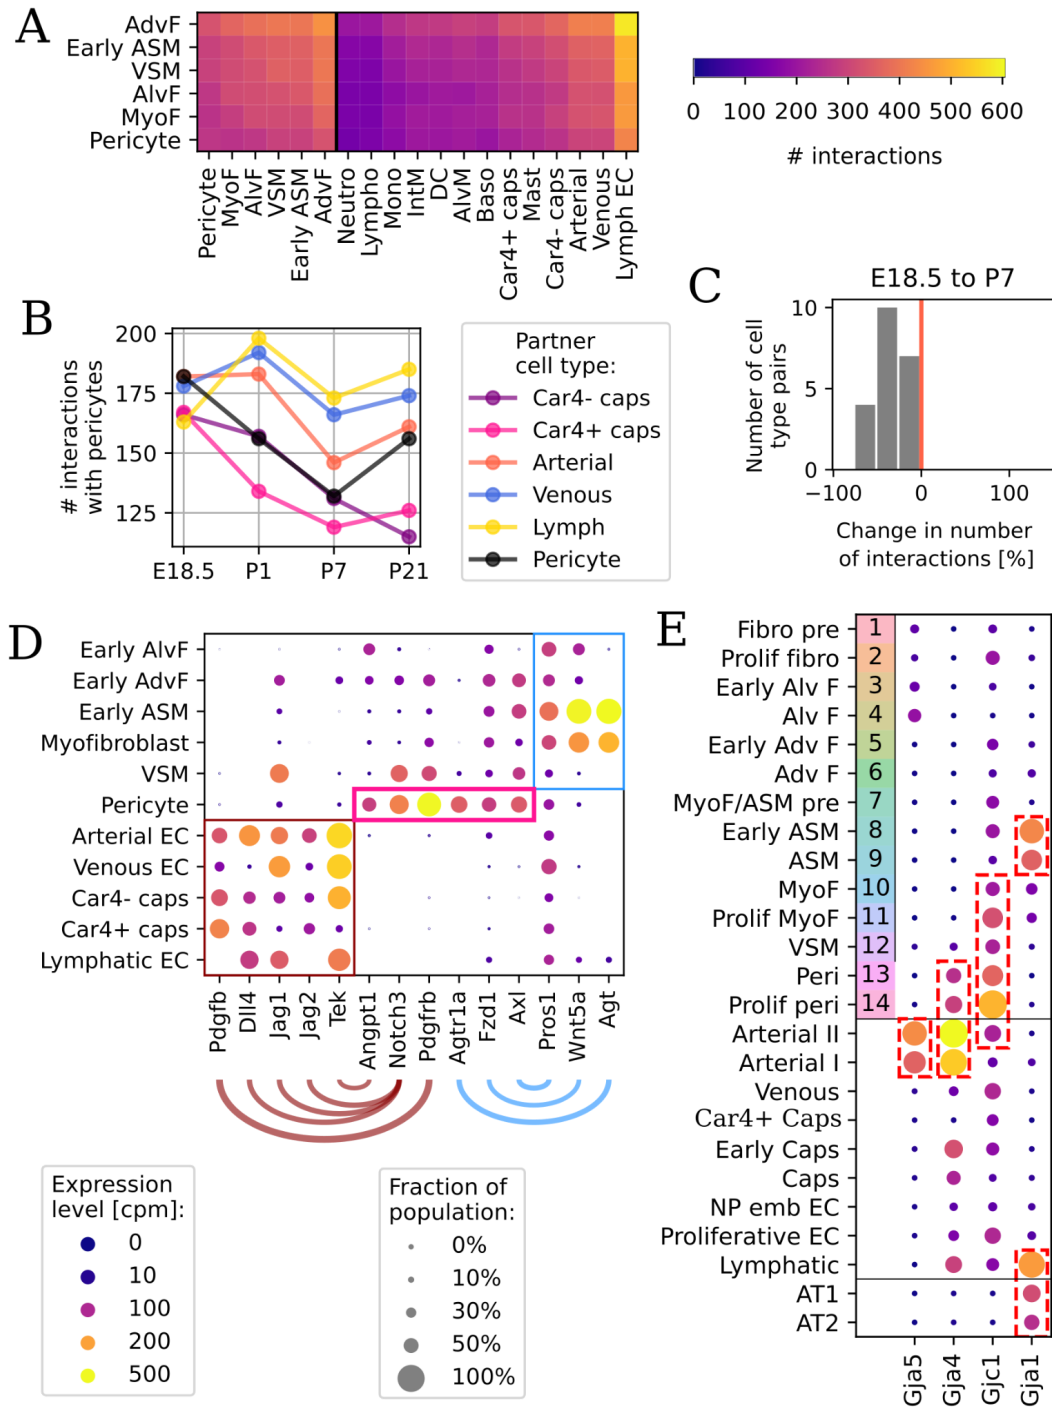 A
AdvF
Early ASM
VSM
AlvF
MyoF
Pericyte
Pericyte
MyoF
AlvF
VSM
Early ASM
AdvF
Neutro
Lympho
Mono
IntM
DC
AlvM
Baso
Car4+ caps
Mast
Car4- caps
Arterial
Venous
Lymph EC
0 100 200 300 400 500 600
# interactions
B
# interactions
with pericytes
200
175
150
125
E18.5 P1 P7 P21
Partner
cell type:
Car4- caps
Car4+ caps
Arterial
Venous
Lymph
Pericyte
C
E18.5 to P7
Number of cell
type pairs
10
5
0
−100 0 100
Change in number
of interactions [%]
D
Early AlvF
Early AdvF
Early ASM
Myofibroblast
VSM
Pericyte
Arterial EC
Venous EC
Car4- caps
Car4+ caps
Lymphatic EC
Pdgfb
Dll4
Jag1
Jag2
Tek
Angpt1
Notch3
Pdgfrb
Agtr1a
Fzd1
Axl
Pros1
Wnt5a
Agt
Expression
level [cpm]:
0
10
100
200
500
Fraction of
population:
0%
10%
30%
50%
100%
E
Fibro pre 1
Prolif fibro 2
Early Alv F 3
Alv F 4
Early Adv F 5
Adv F 6
MyoF/ASM pre 7
Early ASM 8
ASM 9
MyoF 10
Prolif MyoF 11
VSM 12
Peri 13
Prolif peri 14
Arterial II
Arterial I
Venous
Car4+ Caps
Early Caps
Caps
NP emb EC
Proliferative EC
Lymphatic
AT1
AT2
Gja5
Gja4
Gjc1
Gja1